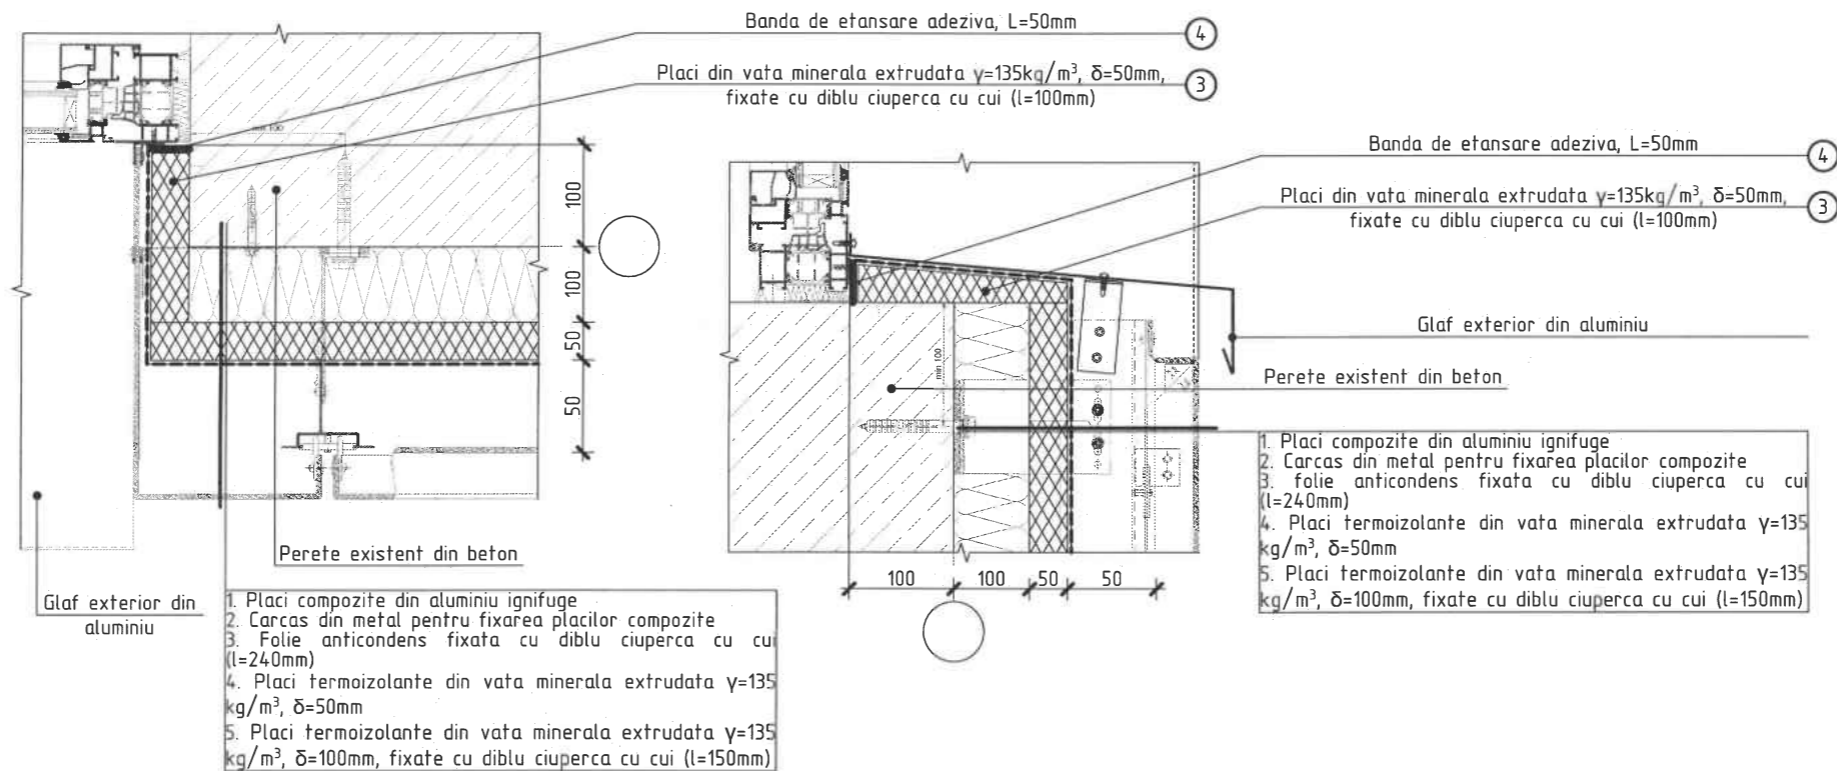 Banda de etansare adeziva, L=50mm
4
Placi din vata minerala extrudata γ=135kg/m³, δ=50mm,
fixate cu diblu ciuperca cu cui (l=100mm)
3
min 100
100
100
50
50
Perete existent din beton
Glaf exterior din
aluminiu
1. Placi compozite din aluminiu ignifuge
2. Carcas din metal pentru fixarea placilor compozite
3. Folie anticondens fixata cu diblu ciuperca cu cui
(l=240mm)
4. Placi termoizolante din vata minerala extrudata γ=135
kg/m³, δ=50mm
5. Placi termoizolante din vata minerala extrudata γ=135
kg/m³, δ=100mm, fixate cu diblu ciuperca cu cui (l=150mm)
Banda de etansare adeziva, L=50mm
4
Placi din vata minerala extrudata γ=135kg/m³, δ=50mm,
fixate cu diblu ciuperca cu cui (l=100mm)
3
Glaf exterior din aluminiu
min 100
Perete existent din beton
1. Placi compozite din aluminiu ignifuge
2. Carcas din metal pentru fixarea placilor compozite
3. folie anticondens fixata cu diblu ciuperca cu cui
(l=240mm)
4. Placi termoizolante din vata minerala extrudata γ=135
kg/m³, δ=50mm
5. Placi termoizolante din vata minerala extrudata γ=135
kg/m³, δ=100mm, fixate cu diblu ciuperca cu cui (l=150mm)
100 100 50 50